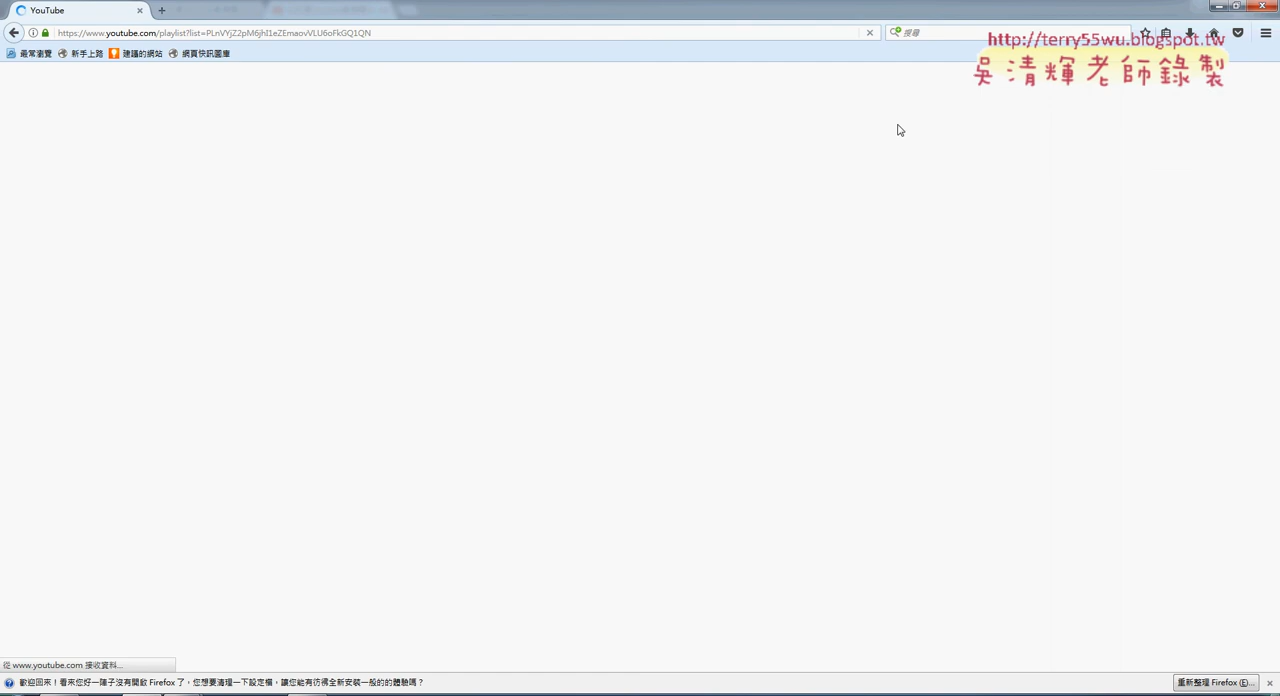 YouTube
https://www.youtube.com/playlist?list=PLnVYjZ2pM6jhI1eZEmaovVLU6oFkGQ1QN
搜尋
http://terry55wu.blogspot.tw
最常瀏覽 新手上路 建議的網站 網頁快訊圖庫
吳清輝老師錄製
從 www.youtube.com 接收資料...
歡迎回來！看來您好一陣子沒有開啟 Firefox 了，您想要清理一下設定檔，讓您能有彷彿全新安裝一般的的體驗嗎？ 重新整理 Firefox (E)...